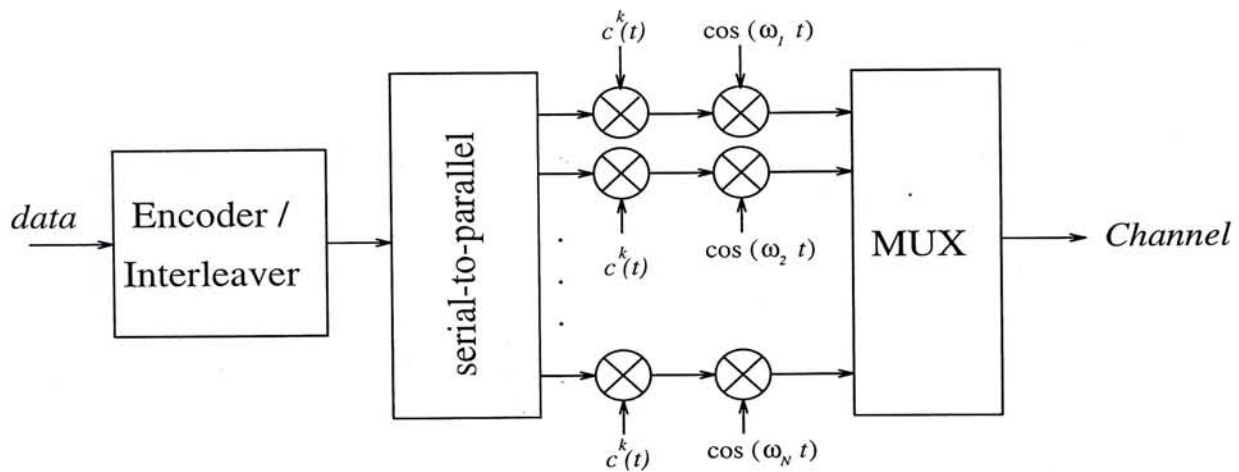 c^k(t)
cos (ω_1 t)
data
Encoder /
Interleaver
serial-to-parallel
c^k(t)
cos (ω_2 t)
MUX
Channel
c^k(t)
cos (ω_N t)